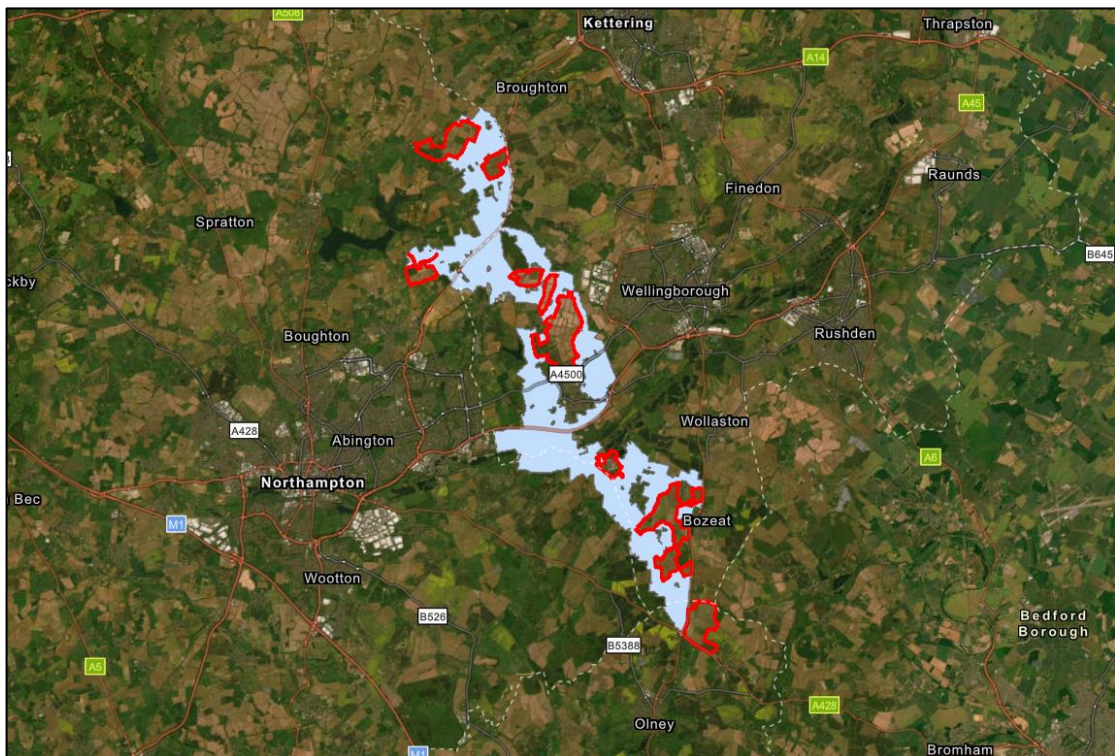 A508
Kettering
Thrapston
A14
Broughton
A45
Raunds
Finedon
Spratton
B645
ckby
Wellingborough
Boughton
Rushden
A4500
Wollaston
A428
Abington
A6
Northampton
n Bec
M1
Bozeat
Wootton
B526
Bedford
Borough
B5388
A5
A428
Olney
M1
Bromham